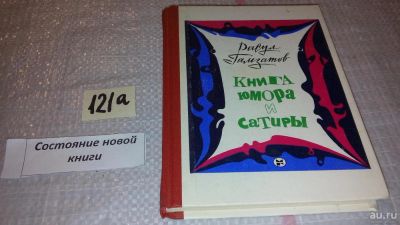 Расул
Гамзатов
КНИГА
ЮМОРА
И
САТИРЫ
121а
Состояние новой
книги
au.ru